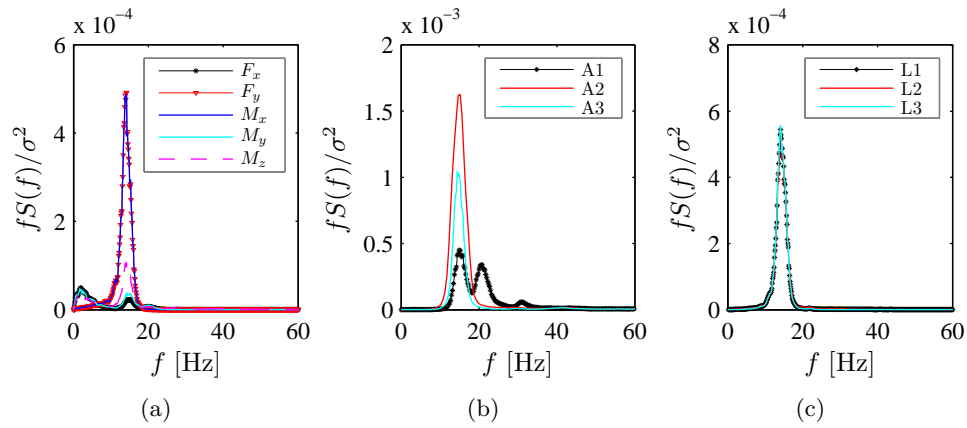 x 10⁻⁴
6
4
2
0
0 20 40 60
fS(f)/σ²
f [Hz]
F_x
F_y
M_x
M_y
M_z
(a)
x 10⁻³
2
1.5
1
0.5
0
0 20 40 60
fS(f)/σ²
f [Hz]
A1
A2
A3
(b)
x 10⁻⁴
8
6
4
2
0
0 20 40 60
fS(f)/σ²
f [Hz]
L1
L2
L3
(c)